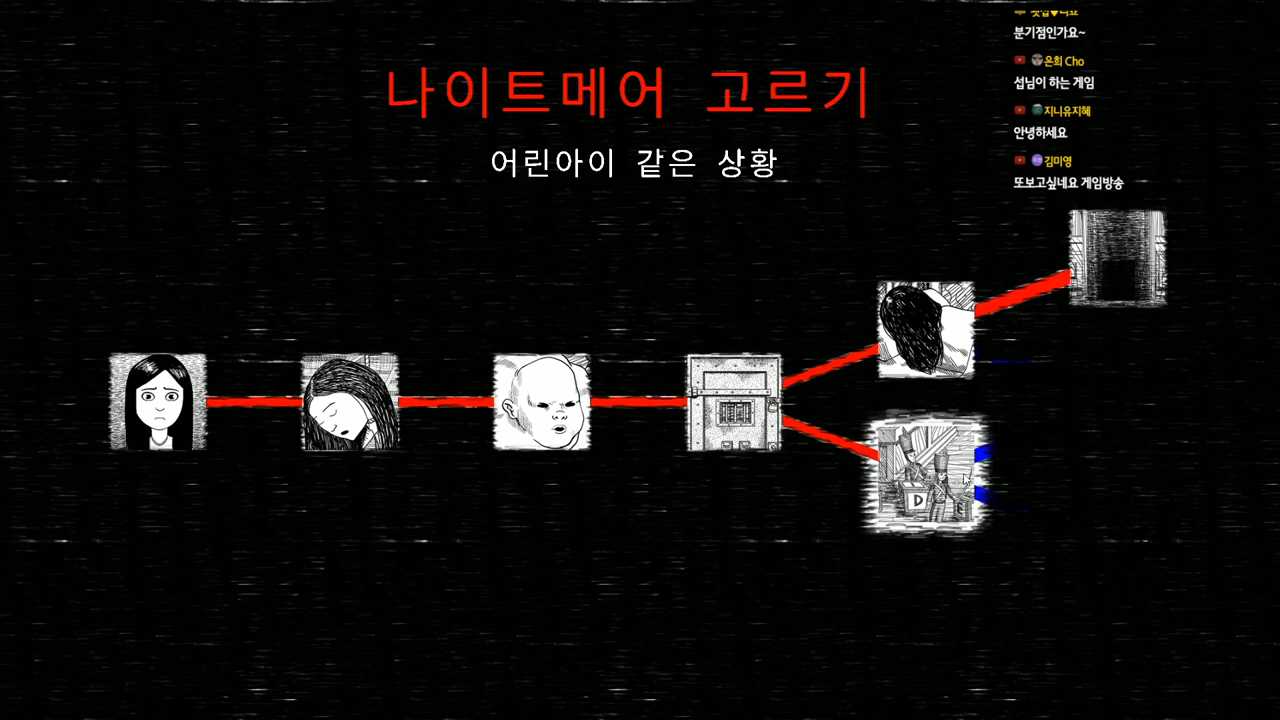 나이트메어 고르기
어린아이 같은 상황
분기점인가요~
온희 Cho
섭님이 하는 게임
지니유지혜
안녕하세요
김미영
또보고싶네요 게임방송
D